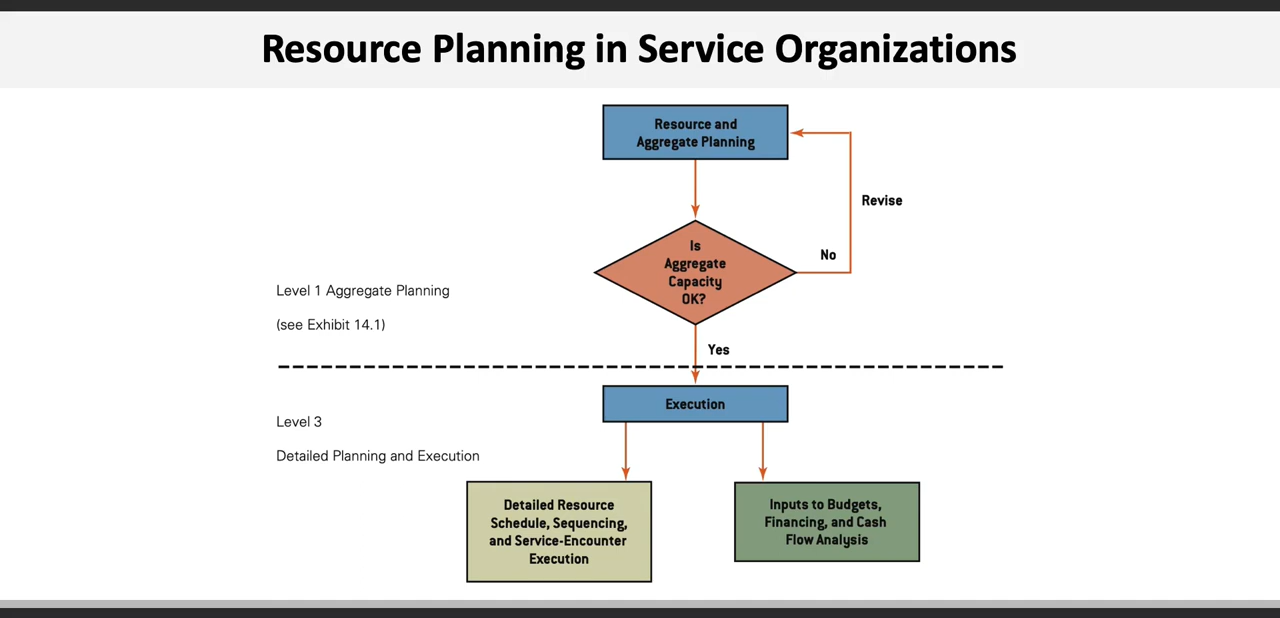 Resource Planning in Service Organizations
Resource and
Aggregate Planning
Revise
Is
Aggregate
Capacity
OK?
No
Level 1 Aggregate Planning
(see Exhibit 14.1)
Yes
Execution
Level 3
Detailed Planning and Execution
Detailed Resource
Schedule, Sequencing,
and Service-Encounter
Execution
Inputs to Budgets,
Financing, and Cash
Flow Analysis